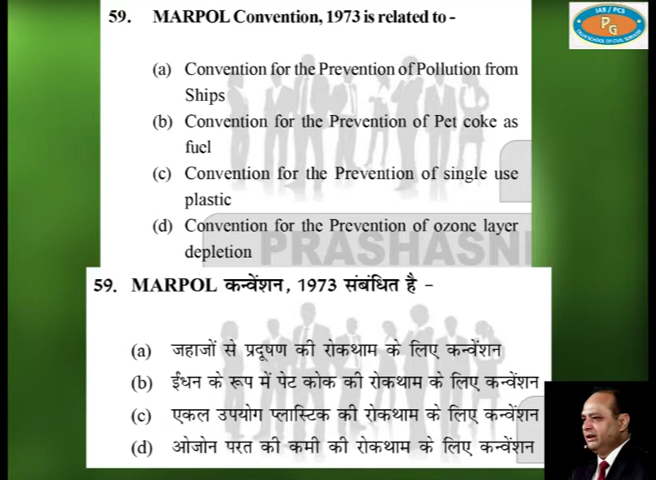 IAS / PCS
PG
59. MARPOL Convention, 1973 is related to -
(a) Convention for the Prevention of Pollution from
Ships
(b) Convention for the Prevention of Pet coke as
fuel
(c) Convention for the Prevention of single use
plastic
(d) Convention for the Prevention of ozone layer
depletion
PRASHASNI
59. MARPOL कन्वेंशन, 1973 संबंधित है -
(a) जहाजों से प्रदूषण की रोकथाम के लिए कन्वेंशन
(b) ईंधन के रूप में पेट कोक की रोकथाम के लिए कन्वेंशन
(c) एकल उपयोग प्लास्टिक की रोकथाम के लिए कन्वेंशन
(d) ओजोन परत की कमी की रोकथाम के लिए कन्वेंशन